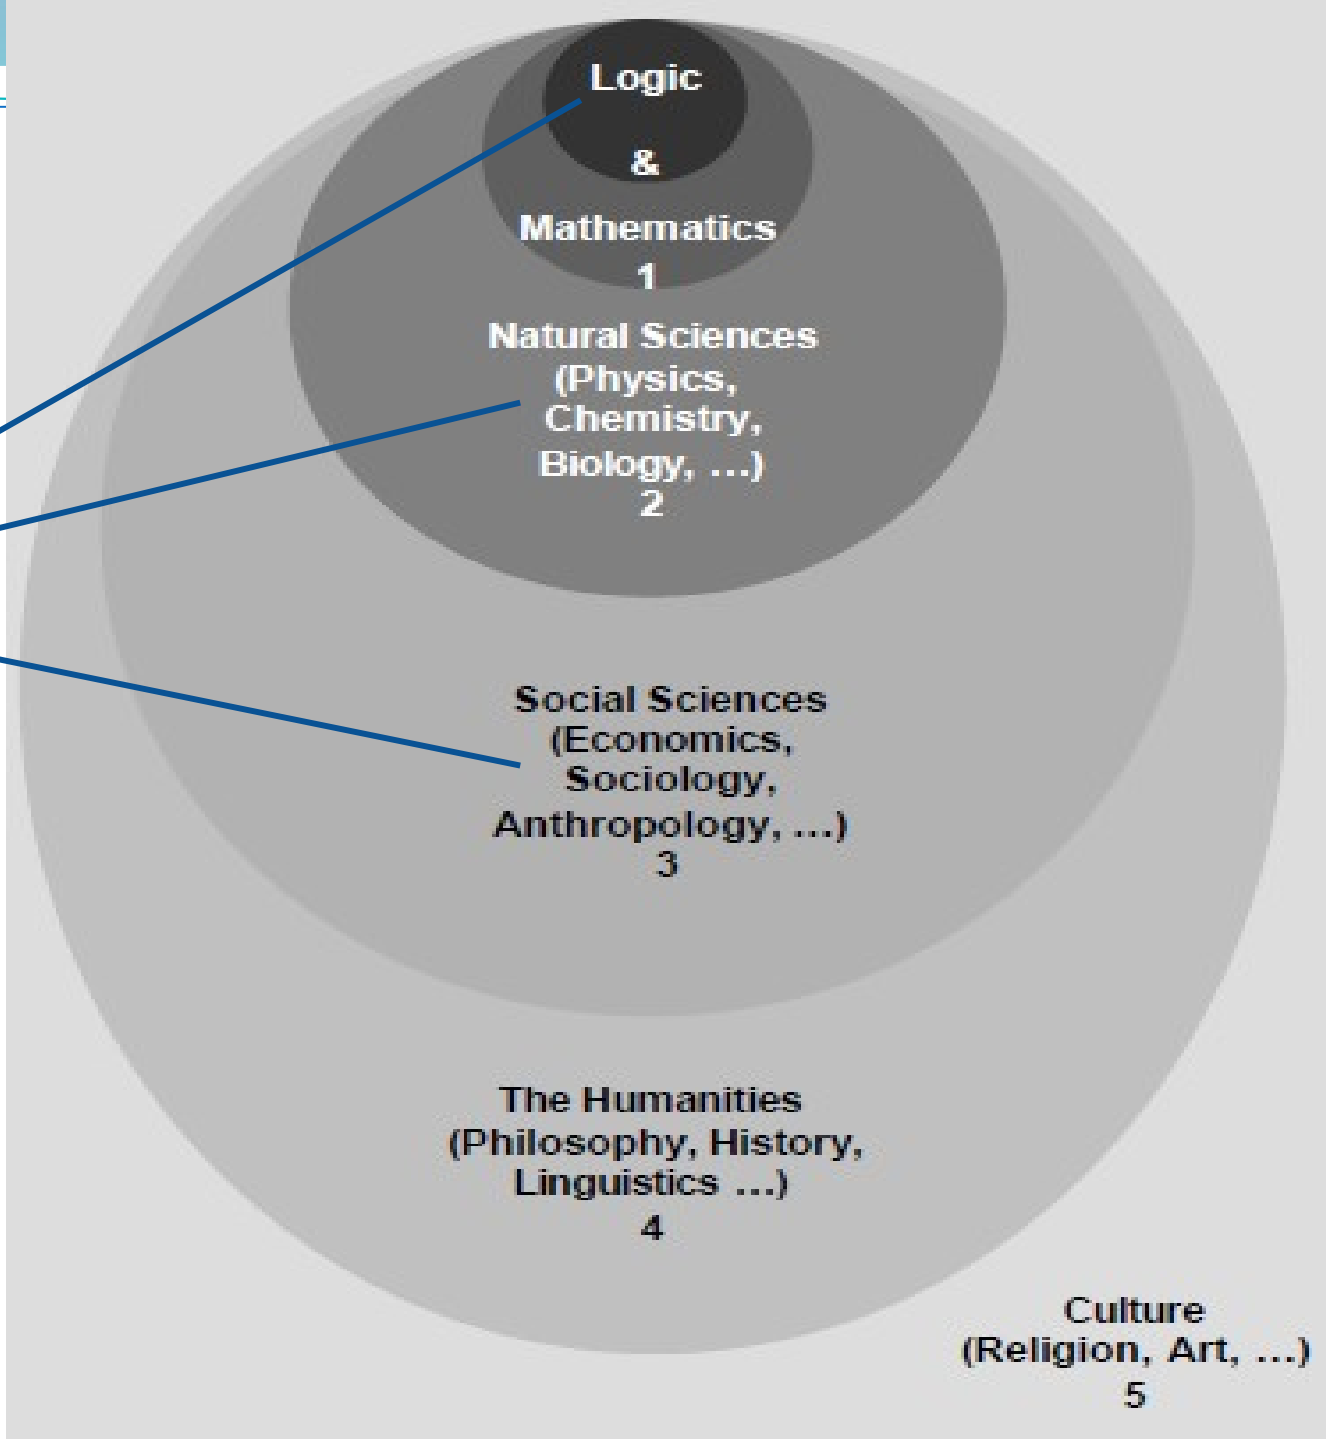 Logic
&
Mathematics
1
Natural Sciences
(Physics,
Chemistry,
Biology, ...)
2
Social Sciences
(Economics,
Sociology,
Anthropology, ...)
3
The Humanities
(Philosophy, History,
Linguistics ...)
4
Culture
(Religion, Art, ...)
5